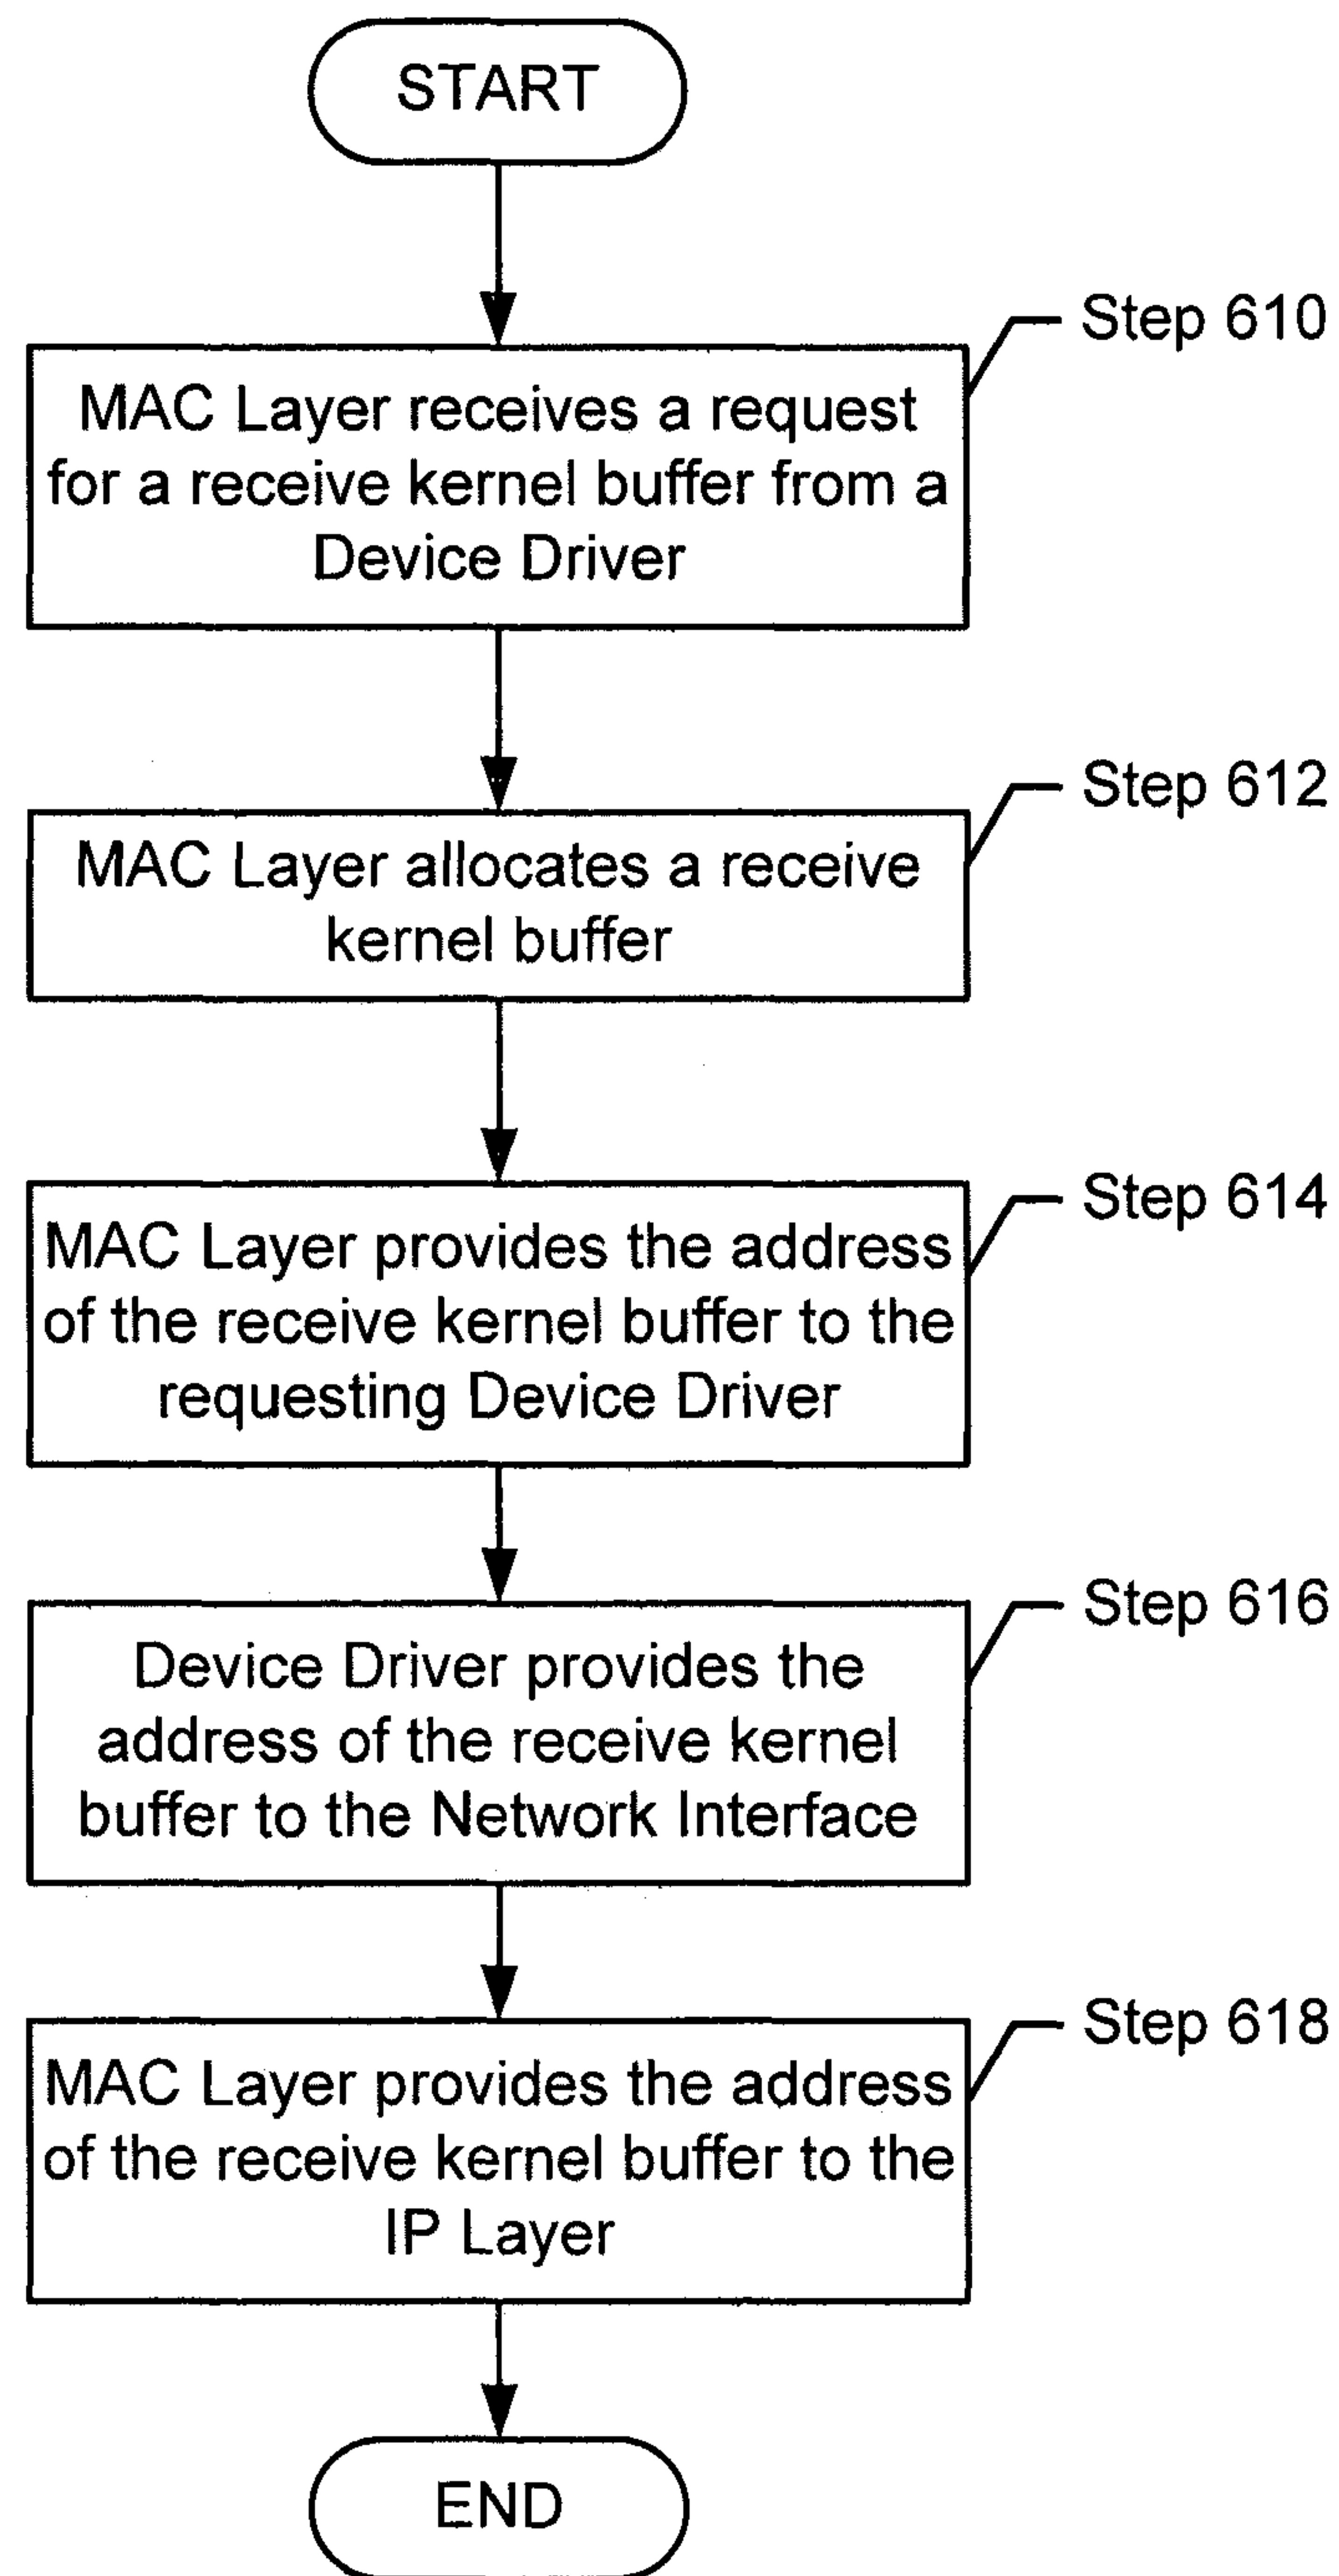 START
Step 610
MAC Layer receives a request
for a receive kernel buffer from a
Device Driver
Step 612
MAC Layer allocates a receive
kernel buffer
Step 614
MAC Layer provides the address
of the receive kernel buffer to the
requesting Device Driver
Step 616
Device Driver provides the
address of the receive kernel
buffer to the Network Interface
Step 618
MAC Layer provides the address
of the receive kernel buffer to the
IP Layer
END